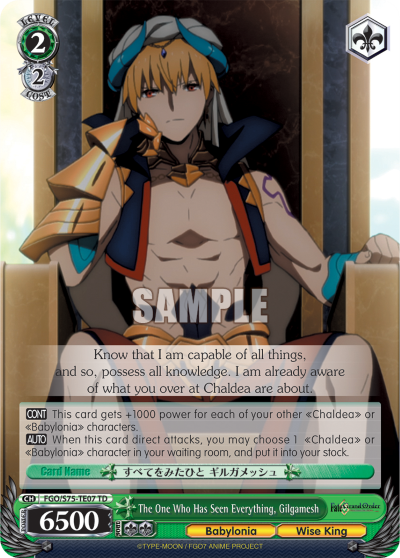 LEVEL
2
2
COST
SAMPLE
Know that I am capable of all things,
and so, possess all knowledge. I am already aware
of what you over at Chaldea are about.
CONT This card gets +1000 power for each of your other «Chaldea» or
«Babylonia» characters.
AUTO When this card direct attacks, you may choose 1 «Chaldea» or
«Babylonia» character in your waiting room, and put it into your stock.
Card Name すべてをみたひと ギルガメッシュ
CH FGO/S75-TE07 TD
The One Who Has Seen Everything, Gilgamesh
Fate/Grand Order
POWER 6500
Babylonia Wise King
©TYPE-MOON / FGO7 ANIME PROJECT